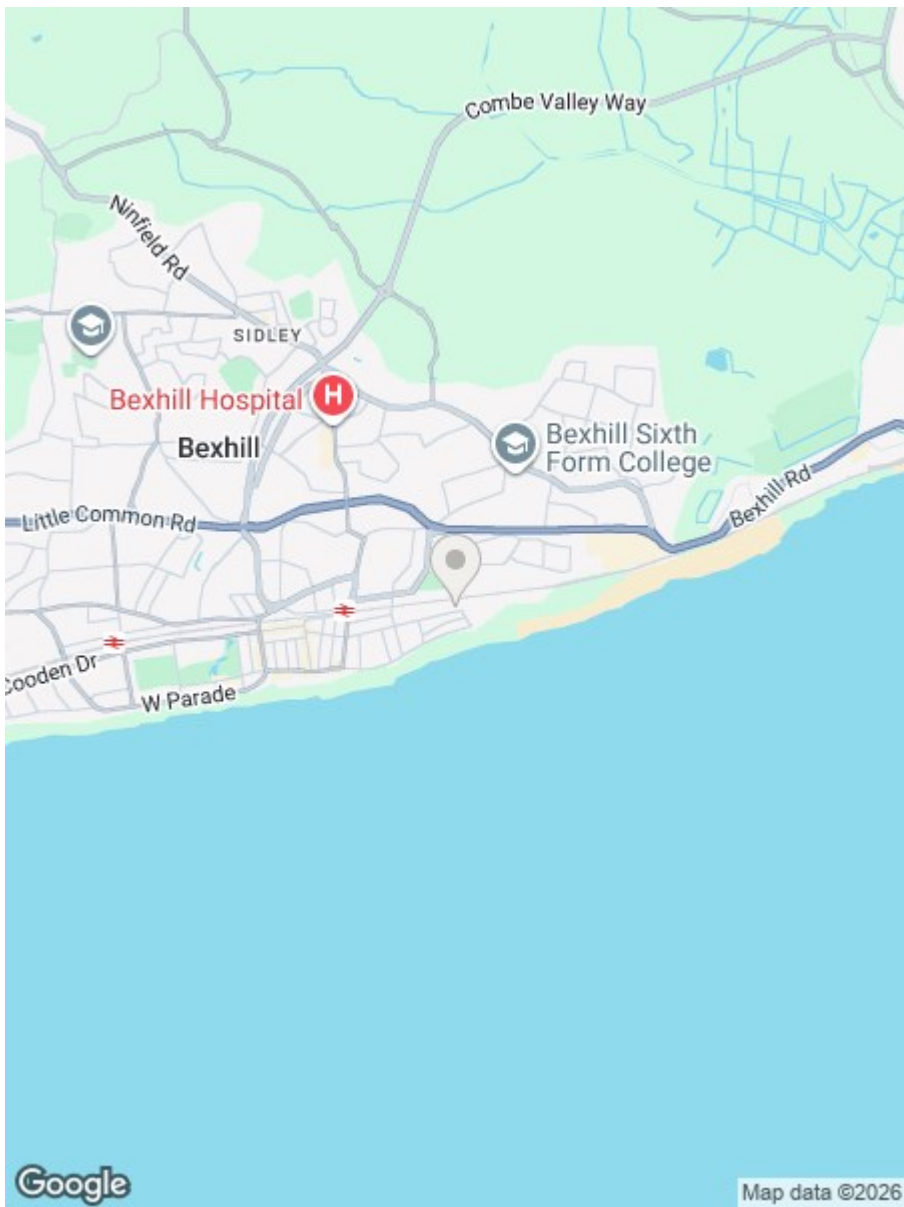 Combe Valley Way
Ninfield Rd
SIDLEY
Bexhill Hospital
H
Bexhill
Bexhill Sixth
Form College
Bexhill Rd
Little Common Rd
Cooden Dr
W Parade
Google
Map data ©2026